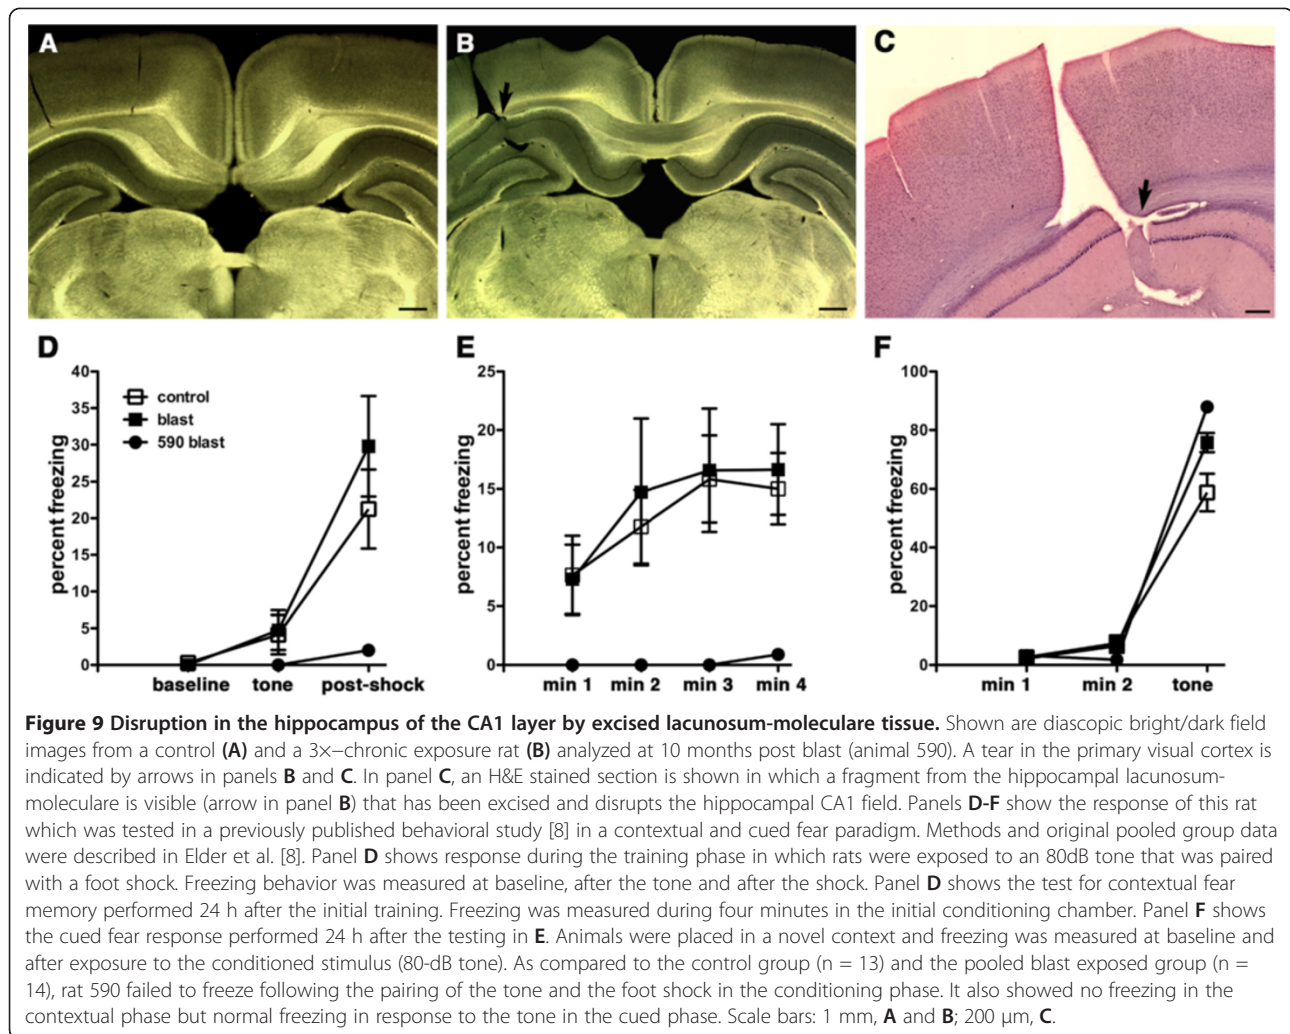 A
B
C
D
40
35
30
25
20
15
10
5
0
percent freezing
control
blast
590 blast
baseline tone post-shock
E
25
20
15
10
5
0
percent freezing
min 1 min 2 min 3 min 4
F
100
80
60
40
20
0
percent freezing
min 1 min 2 tone
Figure 9 Disruption in the hippocampus of the CA1 layer by excised lacunosum-moleculare tissue. Shown are diascopic bright/dark field
images from a control (A) and a 3×−chronic exposure rat (B) analyzed at 10 months post blast (animal 590). A tear in the primary visual cortex is
indicated by arrows in panels B and C. In panel C, an H&E stained section is shown in which a fragment from the hippocampal lacunosum-
moleculare is visible (arrow in panel B) that has been excised and disrupts the hippocampal CA1 field. Panels D-F show the response of this rat
which was tested in a previously published behavioral study [8] in a contextual and cued fear paradigm. Methods and original pooled group data
were described in Elder et al. [8]. Panel D shows response during the training phase in which rats were exposed to an 80dB tone that was paired
with a foot shock. Freezing behavior was measured at baseline, after the tone and after the shock. Panel D shows the test for contextual fear
memory performed 24 h after the initial training. Freezing was measured during four minutes in the initial conditioning chamber. Panel F shows
the cued fear response performed 24 h after the testing in E. Animals were placed in a novel context and freezing was measured at baseline and
after exposure to the conditioned stimulus (80-dB tone). As compared to the control group (n = 13) and the pooled blast exposed group (n =
14), rat 590 failed to freeze following the pairing of the tone and the foot shock in the conditioning phase. It also showed no freezing in the
contextual phase but normal freezing in response to the tone in the cued phase. Scale bars: 1 mm, A and B; 200 μm, C.